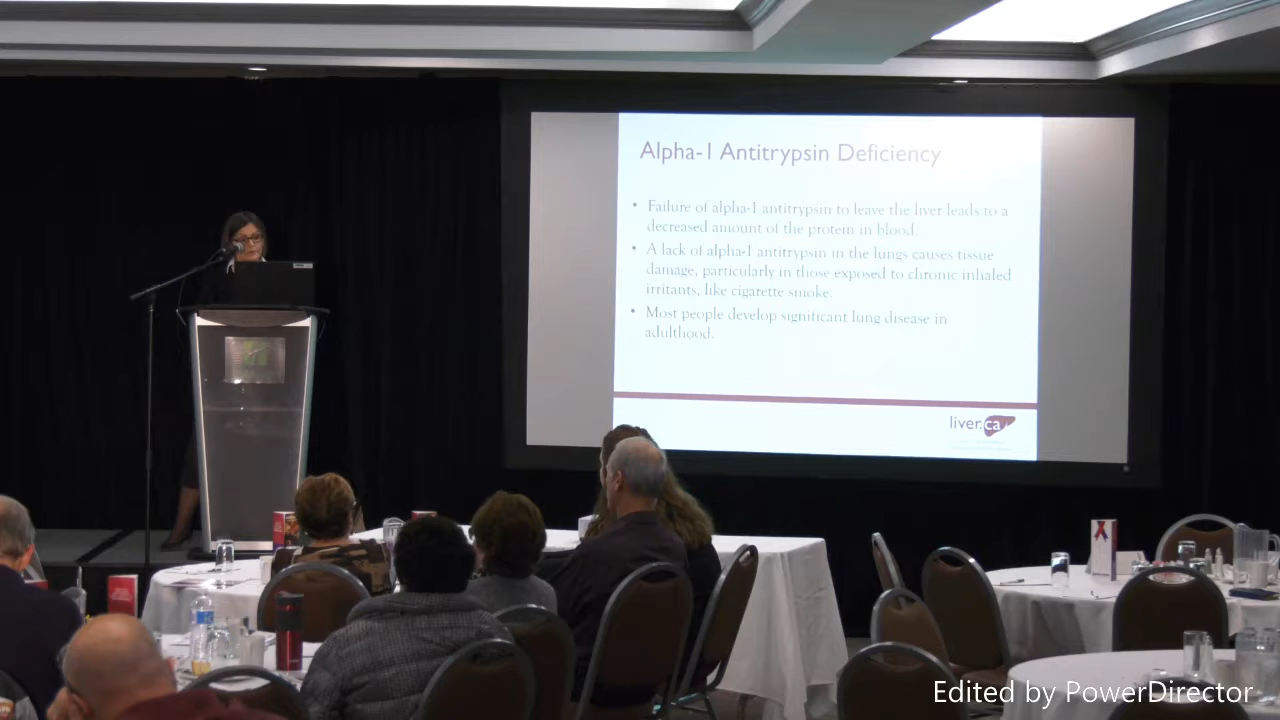 Alpha-1 Antitrypsin Deficiency
• Failure of alpha-1 antitrypsin to leave the liver leads to a
decreased amount of the protein in blood.
• A lack of alpha-1 antitrypsin in the lungs causes tissue
damage, particularly in those exposed to chronic inhaled
irritants, like cigarette smoke.
• Most people develop significant lung disease in
adulthood.
liver.ca
Edited by PowerDirector